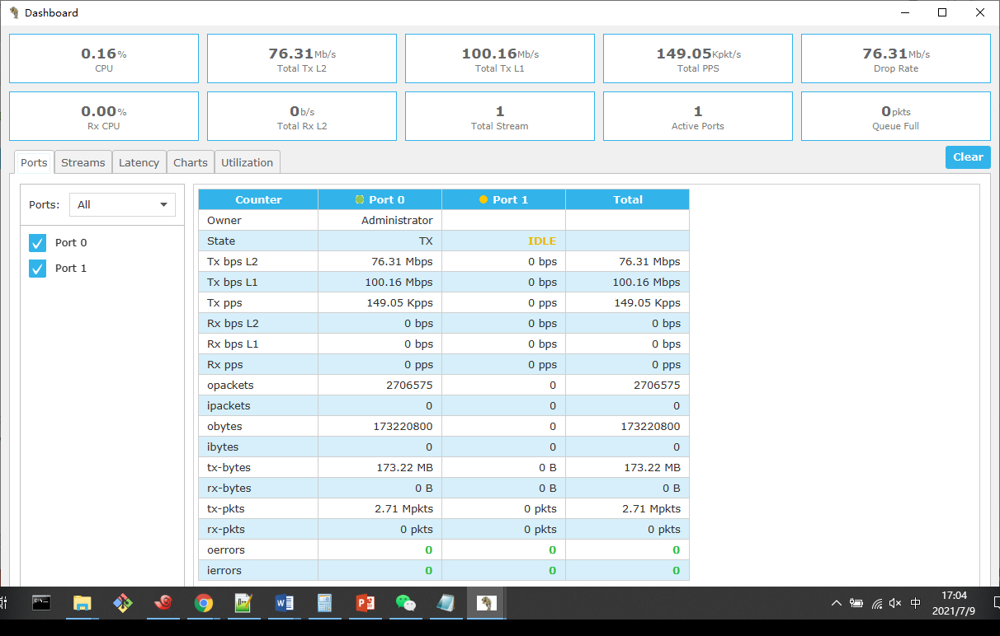 Dashboard
0.16% 76.31Mb/s 100.16Mb/s 149.05Kpkt/s 76.31Mb/s
CPU Total Tx L2 Total Tx L1 Total PPS Drop Rate
0.00% 0b/s 1 1 0pkts
Rx CPU Total Rx L2 Total Stream Active Ports Queue Full
Ports Streams Latency Charts Utilization Clear
Ports: All
Port 0
Port 1
Counter Port 0 Port 1 Total
Owner Administrator
State TX IDLE
Tx bps L2 76.31 Mbps 0 bps 76.31 Mbps
Tx bps L1 100.16 Mbps 0 bps 100.16 Mbps
Tx pps 149.05 Kpps 0 pps 149.05 Kpps
Rx bps L2 0 bps 0 bps 0 bps
Rx bps L1 0 bps 0 bps 0 bps
Rx pps 0 pps 0 pps 0 pps
opackets 2706575 0 2706575
ipackets 0 0 0
obytes 173220800 0 173220800
ibytes 0 0 0
tx-bytes 173.22 MB 0 B 173.22 MB
rx-bytes 0 B 0 B 0 B
tx-pkts 2.71 Mpkts 0 pkts 2.71 Mpkts
rx-pkts 0 pkts 0 pkts 0 pkts
oerrors 0 0 0
ierrors 0 0 0
中 17:04
2021/7/9